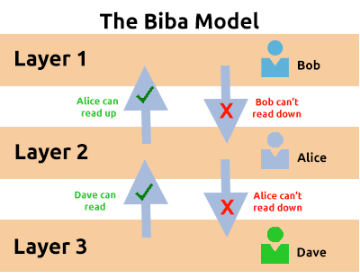 The Biba Model
Layer 1
Bob
Alice can
read up
Bob can't
read down
X
Layer 2
Alice
Dave can
read
Alice can't
read down
X
Layer 3
Dave